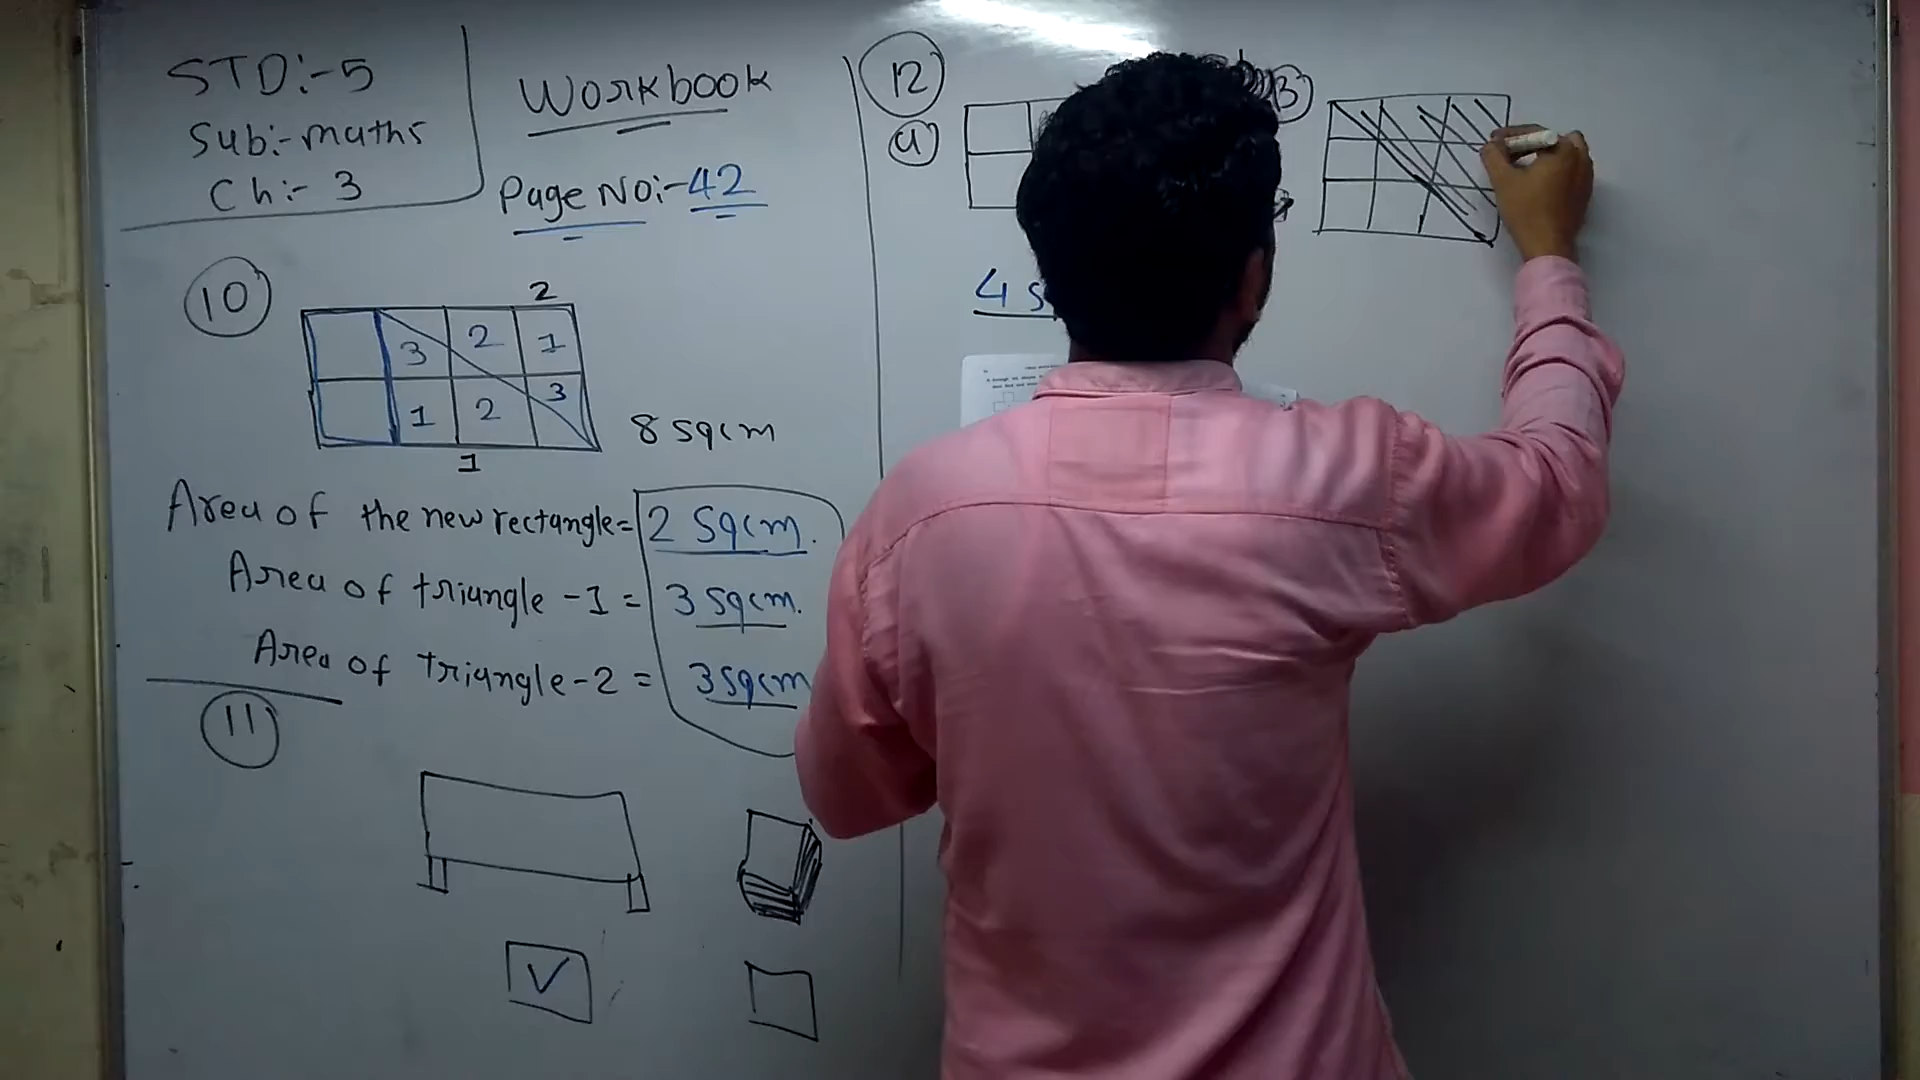 STD:-5
Sub:-maths
Ch:- 3
Workbook
Page No:-42
10
2
3 2 1
1 2 3
1
8 sqcm
Area of the new rectangle= 2 sqcm.
Area of triangle -1 = 3 sqcm.
Area of triangle-2 = 3 sqcm
11
12
a
4 s
B